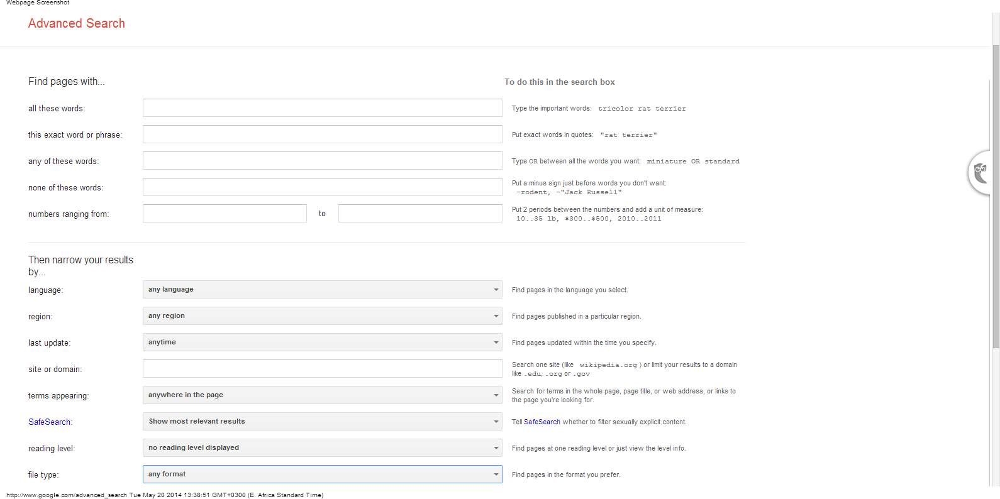 Webpage Screenshot
Advanced Search
Find pages with...
To do this in the search box
all these words:
Type the important words: tricolor rat terrier
this exact word or phrase:
Put exact words in quotes: "rat terrier"
any of these words:
Type OR between all the words you want: miniature OR standard
none of these words:
Put a minus sign just before words you don't want:
-rodent, -"Jack Russell"
numbers ranging from:
to
Put 2 periods between the numbers and add a unit of measure:
10..35 lb, $300..$500, 2010..2011
Then narrow your results
by...
language:
any language
Find pages in the language you select.
region:
any region
Find pages published in a particular region.
last update:
anytime
Find pages updated within the time you specify.
site or domain:
Search one site (like wikipedia.org ) or limit your results to a domain
like .edu, .org or .gov
terms appearing:
anywhere in the page
Search for terms in the whole page, page title, or web address, or links to
the page you're looking for.
SafeSearch:
Show most relevant results
Tell SafeSearch whether to filter sexually explicit content.
reading level:
no reading level displayed
Find pages at one reading level or just view the level info.
file type:
any format
Find pages in the format you prefer.
http://www.google.com/advanced_search Tue May 20 2014 13:38:51 GMT+0300 (E. Africa Standard Time)